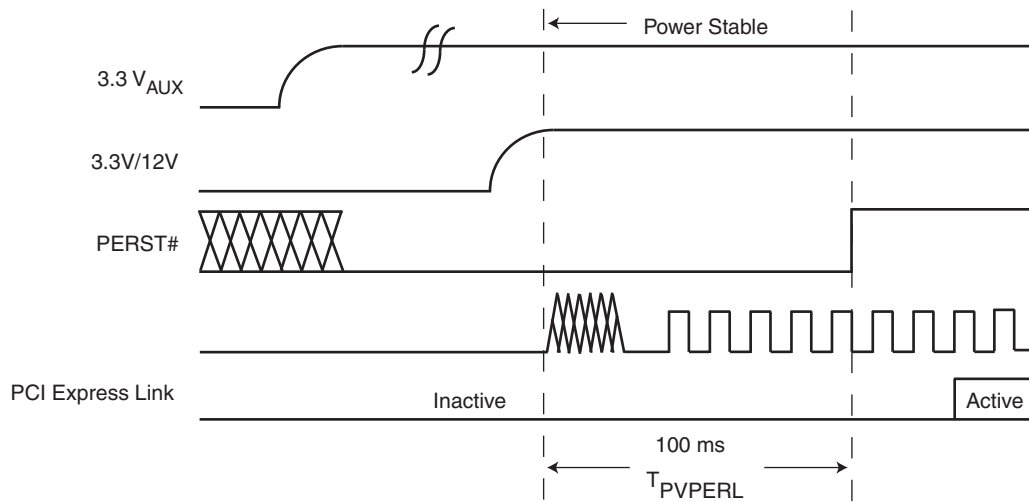 Power Stable
3.3 VAUX
3.3V/12V
PERST#
PCI Express Link
Inactive
Active
100 ms
TPVPERL